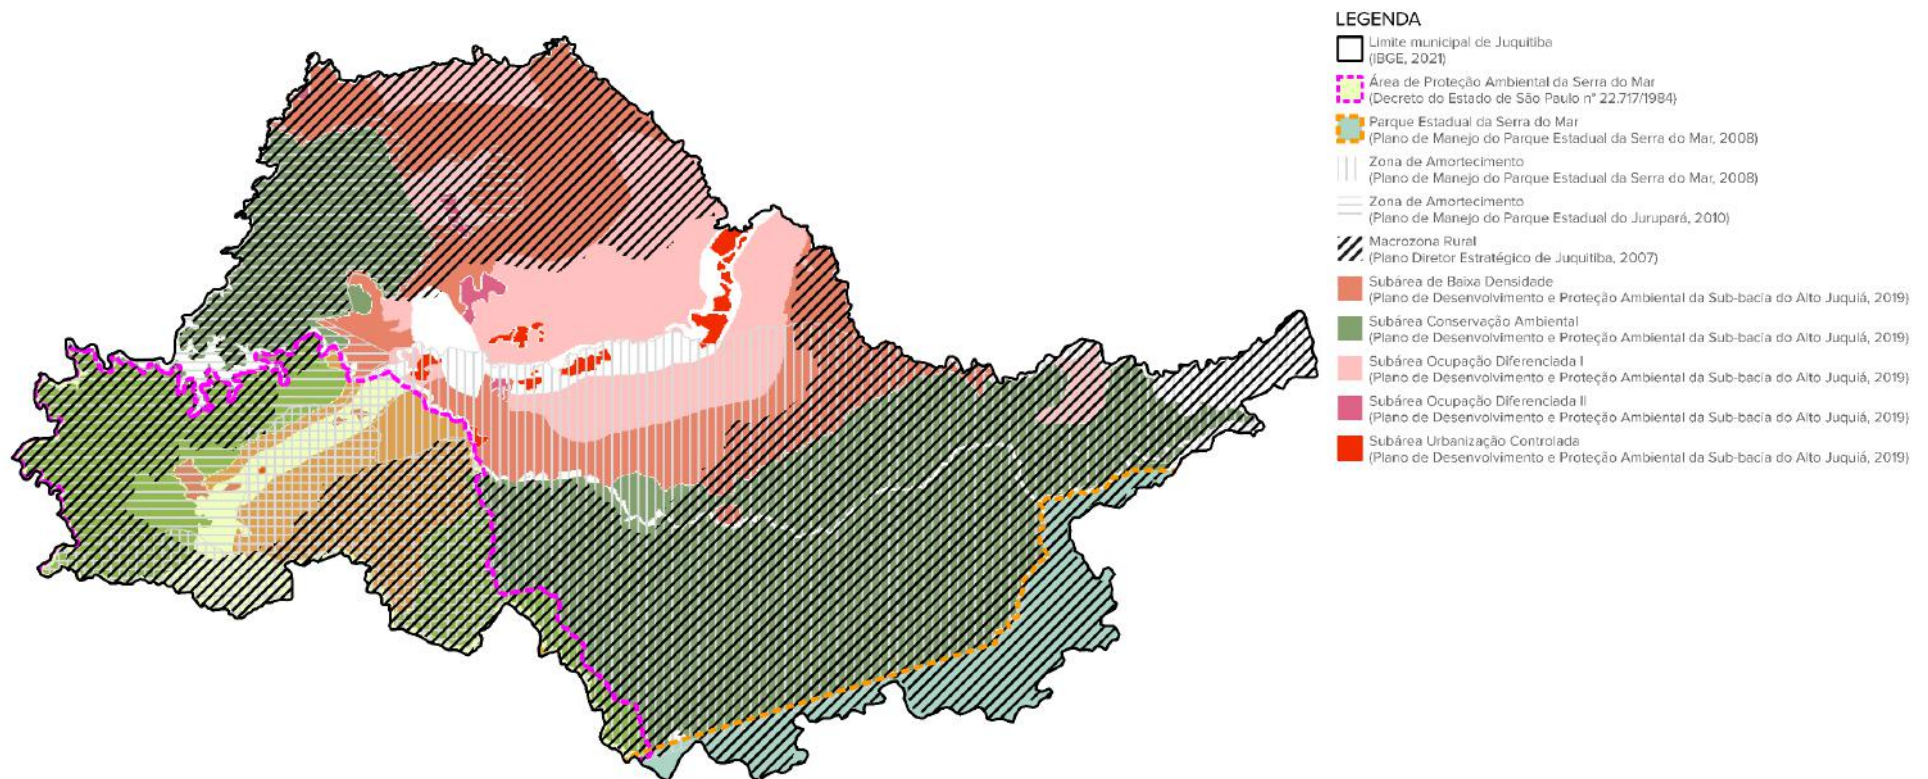 LEGENDA
Limite municipal de Juquitiba
(IBGE, 2021)
Área de Proteção Ambiental da Serra do Mar
(Decreto do Estado de São Paulo n° 22.717/1984)
Parque Estadual da Serra do Mar
(Plano de Manejo do Parque Estadual da Serra do Mar, 2008)
Zona de Amortecimento
(Plano de Manejo do Parque Estadual da Serra do Mar, 2008)
Zona de Amortecimento
(Plano de Manejo do Parque Estadual do Jurupará, 2010)
Macrozona Rural
(Plano Diretor Estratégico de Juquitiba, 2007)
Subárea de Baixa Densidade
(Plano de Desenvolvimento e Proteção Ambiental da Sub-bacia do Alto Juquiá, 2019)
Subárea Conservação Ambiental
(Plano de Desenvolvimento e Proteção Ambiental da Sub-bacia do Alto Juquiá, 2019)
Subárea Ocupação Diferenciada I
(Plano de Desenvolvimento e Proteção Ambiental da Sub-bacia do Alto Juquiá, 2019)
Subárea Ocupação Diferenciada II
(Plano de Desenvolvimento e Proteção Ambiental da Sub-bacia do Alto Juquiá, 2019)
Subárea Urbanização Controlada
(Plano de Desenvolvimento e Proteção Ambiental da Sub-bacia do Alto Juquiá, 2019)